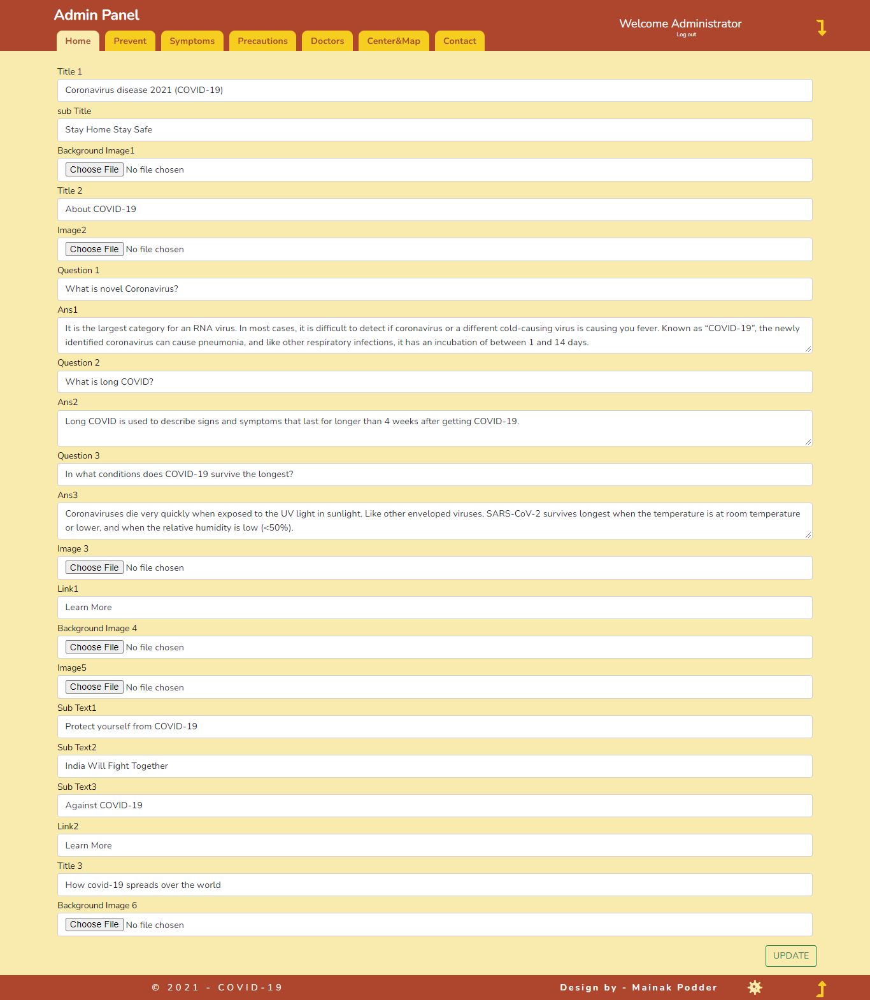 Admin Panel
Welcome Administrator
Log out
Home
Prevent
Symptoms
Precautions
Doctors
Center&Map
Contact
Title 1
Coronavirus disease 2021 (COVID-19)
sub Title
Stay Home Stay Safe
Background Image1
Choose File No file chosen
Title 2
About COVID-19
Image2
Choose File No file chosen
Question 1
What is novel Coronavirus?
Ans1
It is the largest category for an RNA virus. In most cases, it is difficult to detect if coronavirus or a different cold-causing virus is causing you fever. Known as “COVID-19”, the newly
identified coronavirus can cause pneumonia, and like other respiratory infections, it has an incubation of between 1 and 14 days.
Question 2
What is long COVID?
Ans2
Long COVID is used to describe signs and symptoms that last for longer than 4 weeks after getting COVID-19.
Question 3
In what conditions does COVID-19 survive the longest?
Ans3
Coronaviruses die very quickly when exposed to the UV light in sunlight. Like other enveloped viruses, SARS-CoV-2 survives longest when the temperature is at room temperature
or lower, and when the relative humidity is low (<50%).
Image 3
Choose File No file chosen
Link1
Learn More
Background Image 4
Choose File No file chosen
Image5
Choose File No file chosen
Sub Text1
Protect yourself from COVID-19
Sub Text2
India Will Fight Together
Sub Text3
Against COVID-19
Link2
Learn More
Title 3
How covid-19 spreads over the world
Background Image 6
Choose File No file chosen
UPDATE
© 2021 - COVID-19
Design by - Mainak Podder